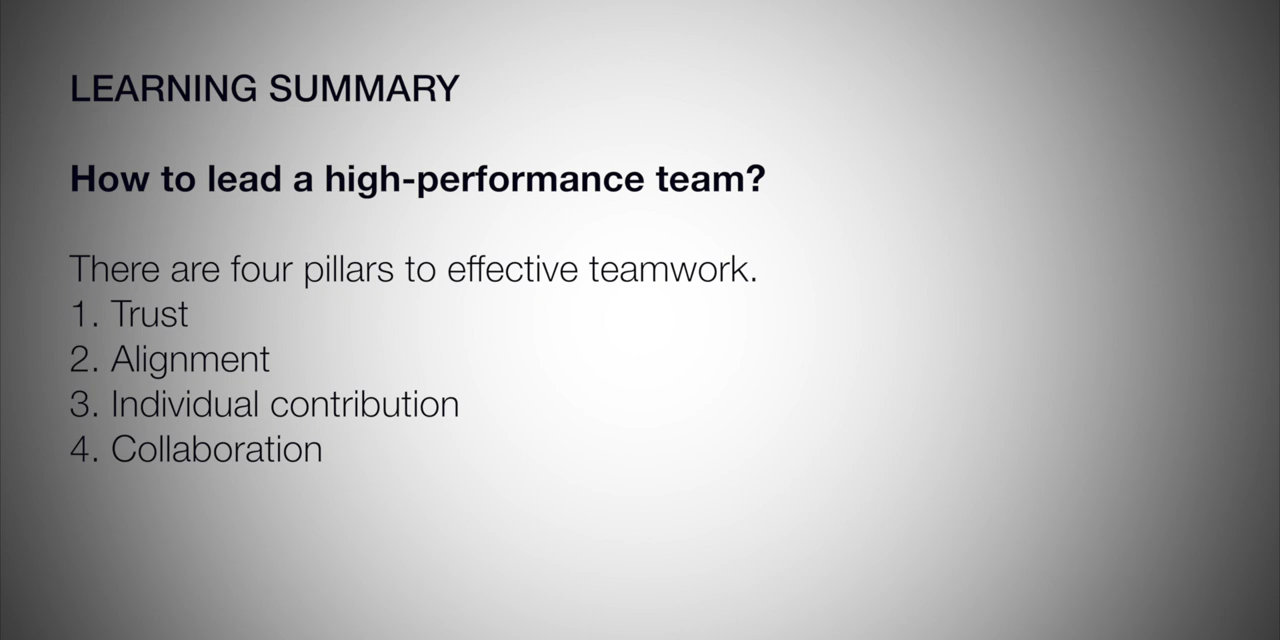 LEARNING SUMMARY
How to lead a high-performance team?
There are four pillars to effective teamwork.
1. Trust
2. Alignment
3. Individual contribution
4. Collaboration